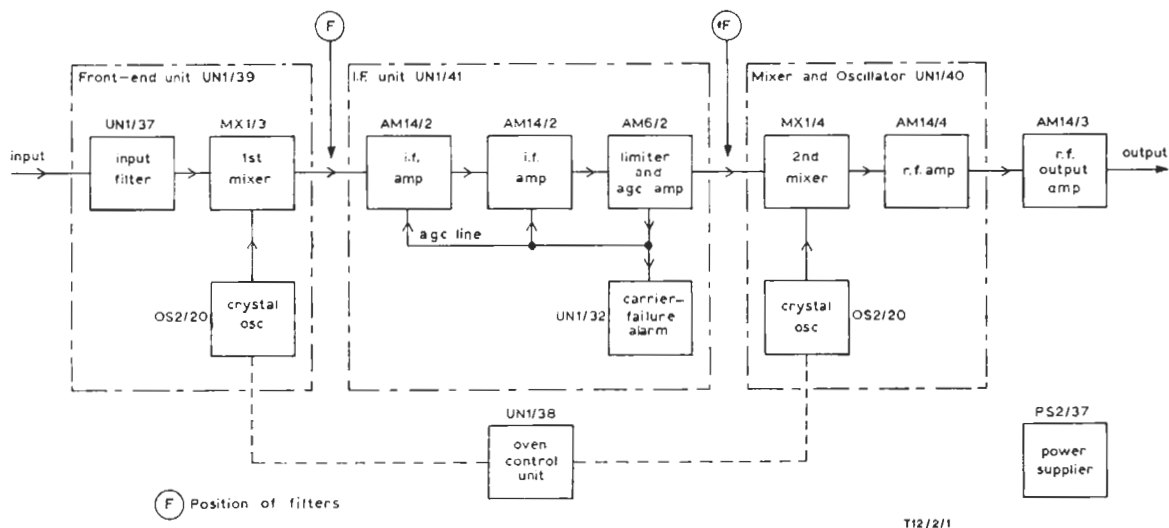 F
F
Front-end unit UN1/39
I.F. unit UN1/41
Mixer and Oscillator UN1/40
UN1/37
MX1/3
AM14/2
AM14/2
AM6/2
MX1/4
AM14/4
AM14/3
input
input
filter
1st
mixer
i.f.
amp
i.f.
amp
limiter
and
agc amp
2nd
mixer
r.f. amp
r.f.
output
amp
output
agc line
OS2/20
crystal
osc
UN1/32
carrier-
failure
alarm
crystal
osc
OS2/20
UN1/38
oven
control
unit
PS2/37
power
supplier
F Position of filters
T12/2/1